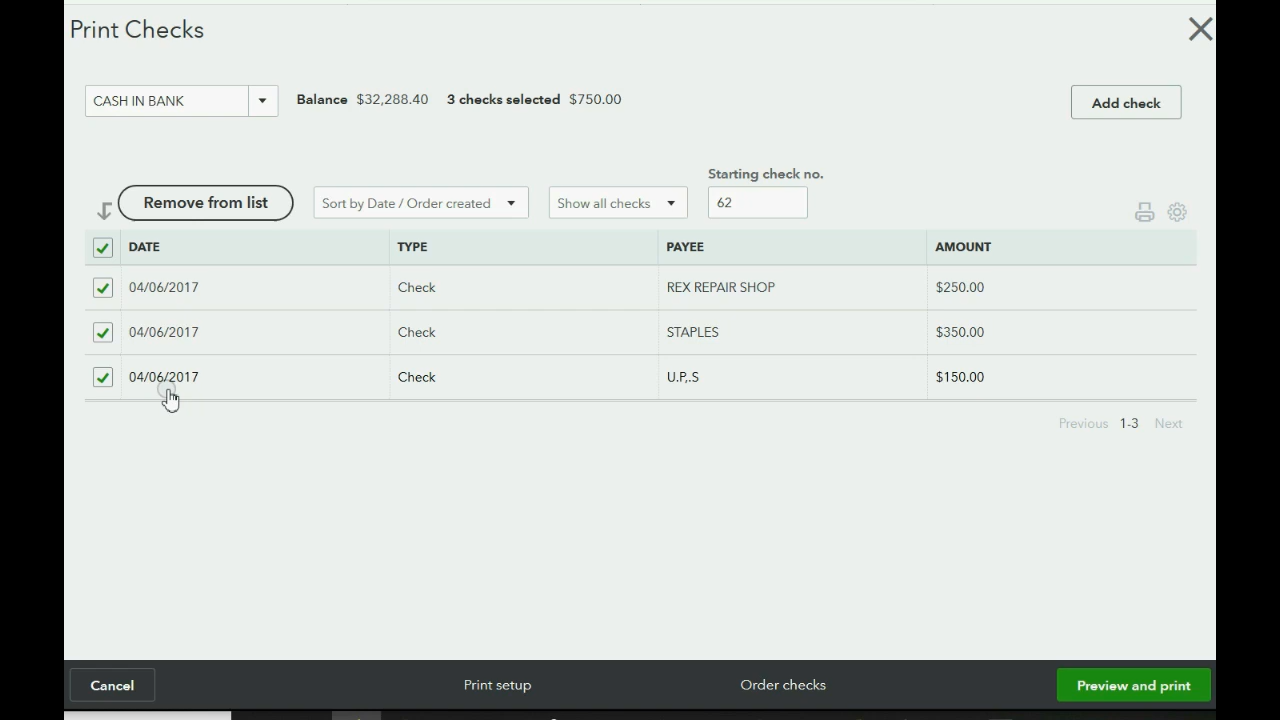 Print Checks
CASH IN BANK Balance $32,288.40 3 checks selected $750.00 Add check
Starting check no.
Remove from list Sort by Date / Order created Show all checks 62
DATE TYPE PAYEE AMOUNT
04/06/2017 Check REX REPAIR SHOP $250.00
04/06/2017 Check STAPLES $350.00
04/06/2017 Check U.P,.S $150.00
Previous 1-3 Next
Cancel Print setup Order checks Preview and print